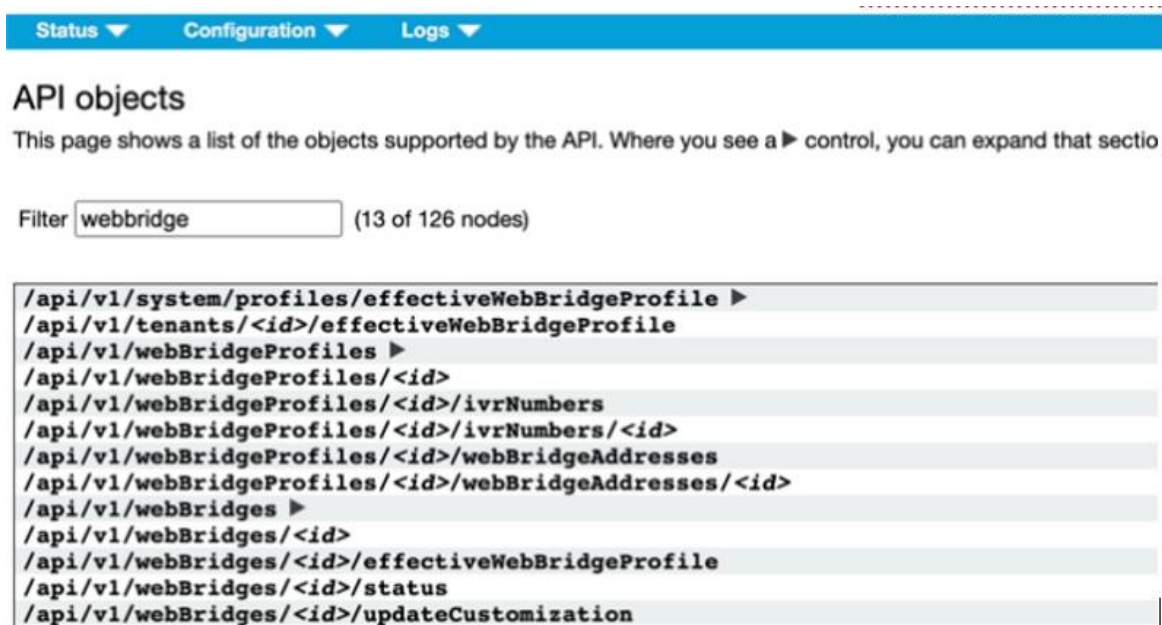 Status Configuration Logs
API objects
This page shows a list of the objects supported by the API. Where you see a ▶ control, you can expand that sectio
Filter webbridge (13 of 126 nodes)
/api/v1/system/profiles/effectiveWebBridgeProfile ▶
/api/v1/tenants/<id>/effectiveWebBridgeProfile
/api/v1/webBridgeProfiles ▶
/api/v1/webBridgeProfiles/<id>
/api/v1/webBridgeProfiles/<id>/ivrNumbers
/api/v1/webBridgeProfiles/<id>/ivrNumbers/<id>
/api/v1/webBridgeProfiles/<id>/webBridgeAddresses
/api/v1/webBridgeProfiles/<id>/webBridgeAddresses/<id>
/api/v1/webBridges ▶
/api/v1/webBridges/<id>
/api/v1/webBridges/<id>/effectiveWebBridgeProfile
/api/v1/webBridges/<id>/status
/api/v1/webBridges/<id>/updateCustomization